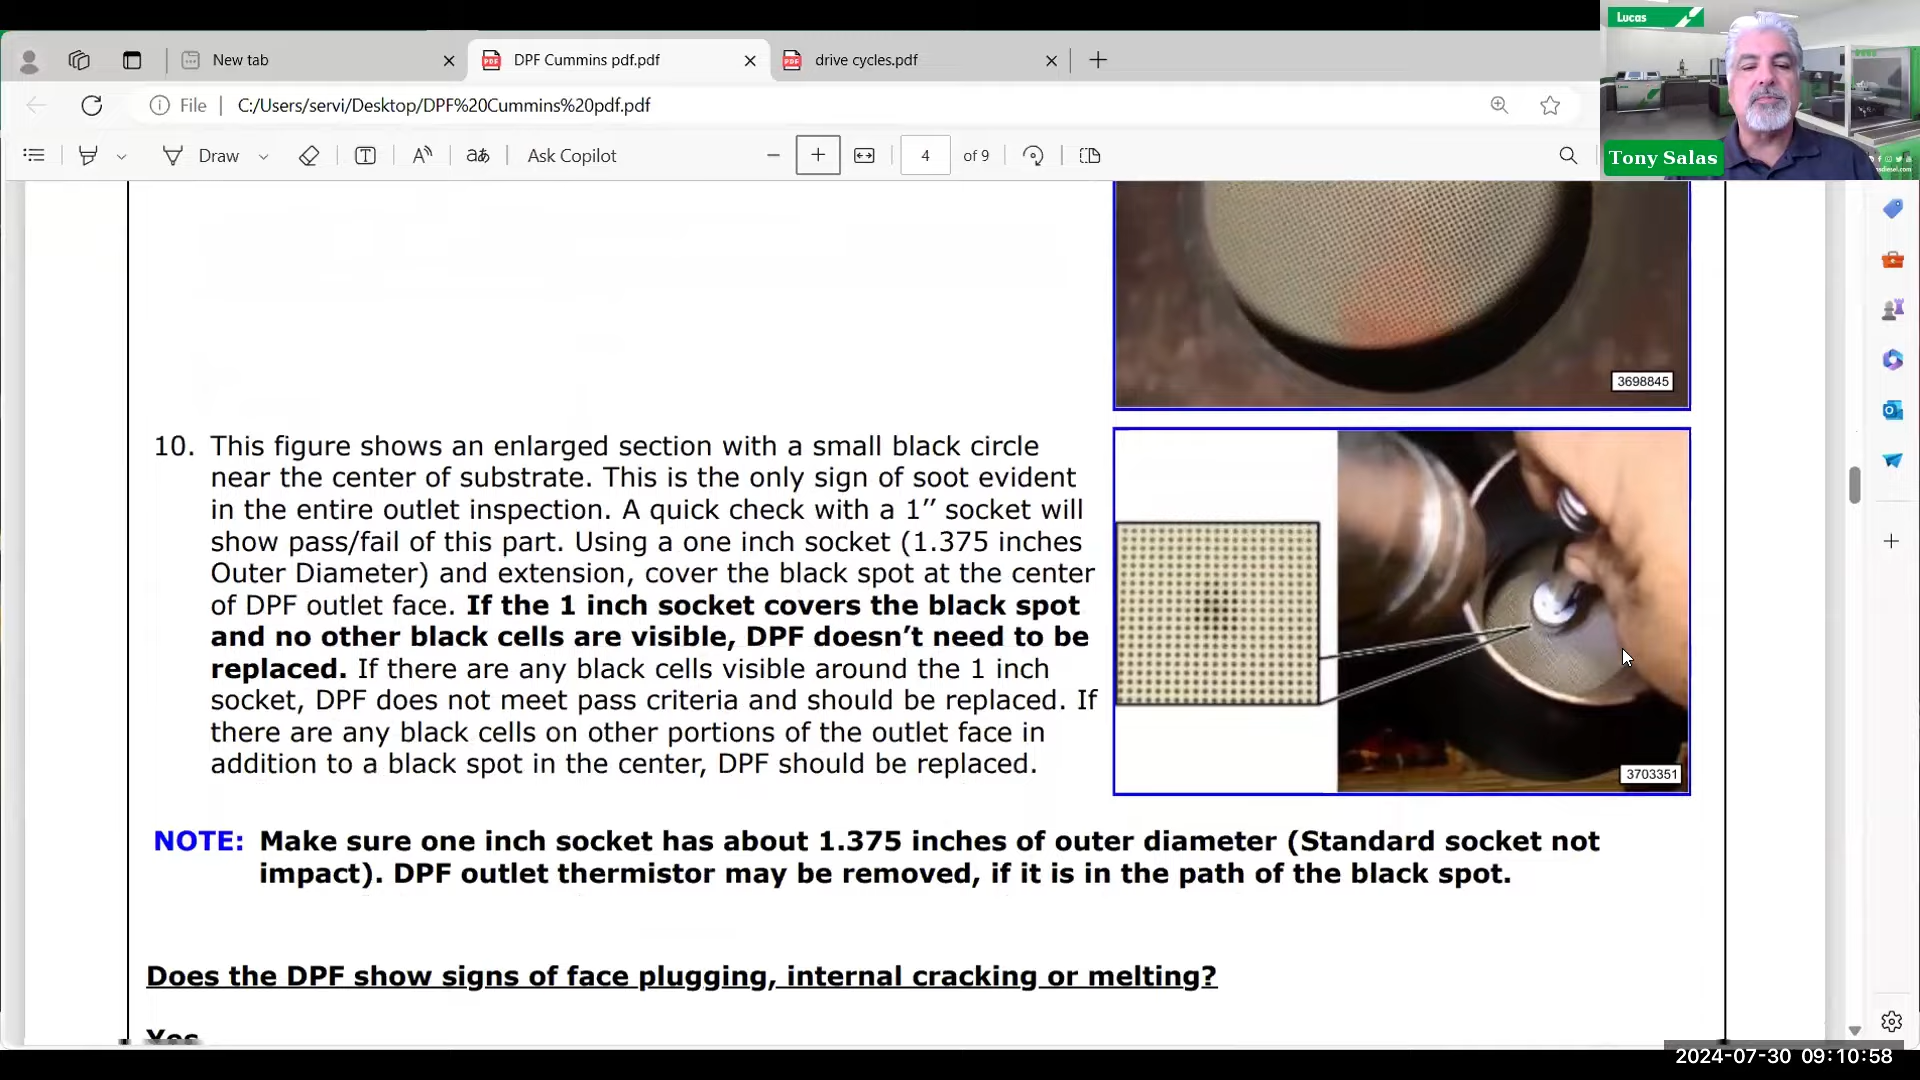 Lucas
New tab
DPF Cummins pdf.pdf
drive cycles.pdf
File
C:/Users/servi/Desktop/DPF%20Cummins%20pdf.pdf
Draw
Ask Copilot
4
of 9
Tony Salas
3698845
10. This figure shows an enlarged section with a small black circle
near the center of substrate. This is the only sign of soot evident
in the entire outlet inspection. A quick check with a 1’’ socket will
show pass/fail of this part. Using a one inch socket (1.375 inches
Outer Diameter) and extension, cover the black spot at the center
of DPF outlet face. If the 1 inch socket covers the black spot
and no other black cells are visible, DPF doesn’t need to be
replaced. If there are any black cells visible around the 1 inch
socket, DPF does not meet pass criteria and should be replaced. If
there are any black cells on other portions of the outlet face in
addition to a black spot in the center, DPF should be replaced.
3703351
NOTE: Make sure one inch socket has about 1.375 inches of outer diameter (Standard socket not
impact). DPF outlet thermistor may be removed, if it is in the path of the black spot.
Does the DPF show signs of face plugging, internal cracking or melting?
Yes
2024-07-30 09:10:58